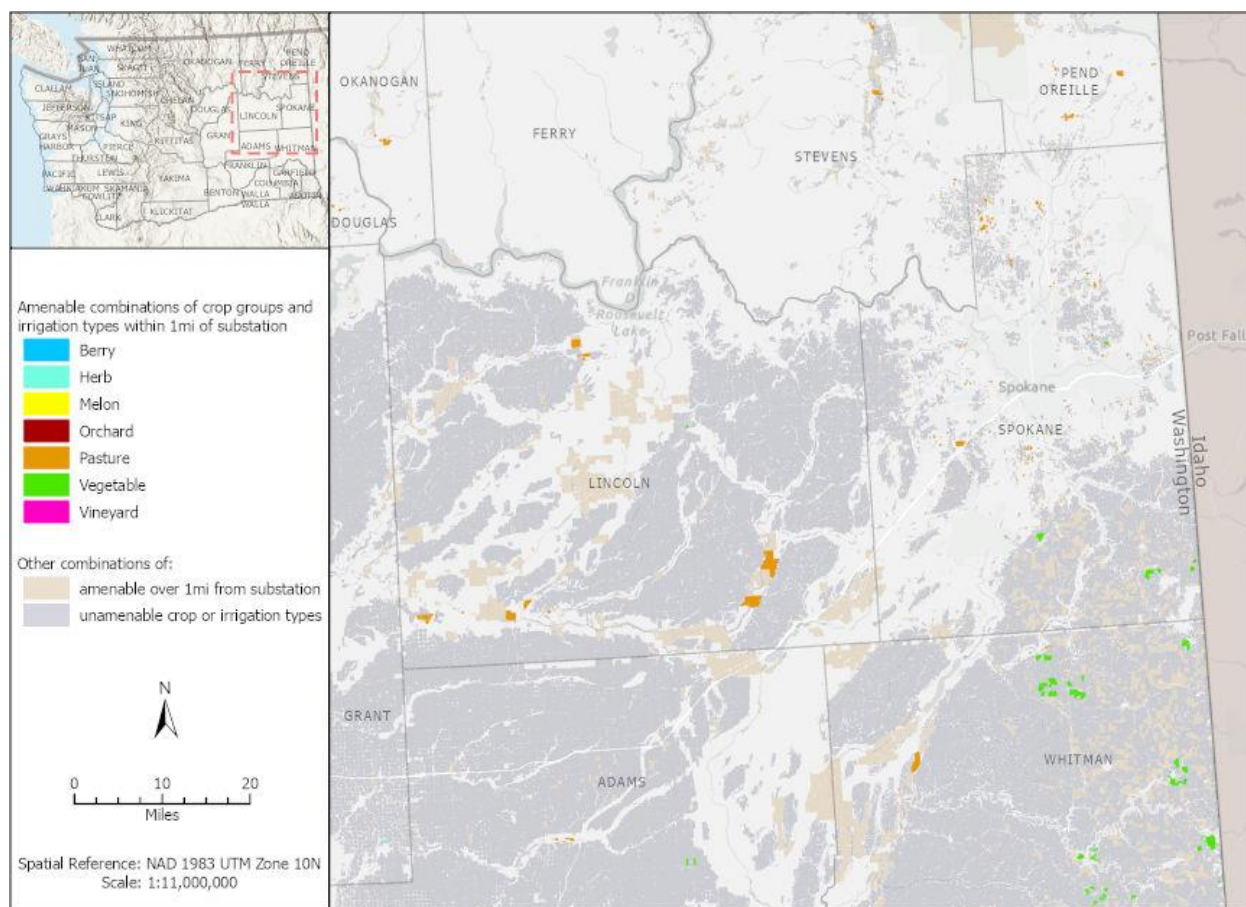 WHATCOM
SAN
JUAN
SKAGIT
OKANOGAN
FERRY
PEND
OREILLE
STEVENS
ISLAND
SNOHOMISH
CLALLAM
CHELAN
DOUGLAS
JEFFERSON
KITSAP
LINCOLN
SPOKANE
MASON
KING
GRAYS
HARBOR
KITTITAS
GRANT
PIERCE
ADAMS
WHITMAN
THURSTON
PACIFIC
LEWIS
FRANKLIN
GARFIELD
YAKIMA
COLUMBIA
BENTON
WALLA
WALLA
SKAMANIA
COWLITZ
CLARK
KLICKITAT
Amenable combinations of crop groups and
irrigation types within 1mi of substation
Berry
Herb
Melon
Orchard
Pasture
Vegetable
Vineyard
Other combinations of:
amenable over 1mi from substation
unamenable crop or irrigation types
N
0 10 20
Miles
Spatial Reference: NAD 1983 UTM Zone 10N
Scale: 1:11,000,000
OKANOGAN
FERRY
STEVENS
PEND
OREILLE
DOUGLAS
Franklin
D
Roosevelt
Lake
Post Fall
Spokane
SPOKANE
LINCOLN
Idaho
Washington
GRANT
ADAMS
WHITMAN